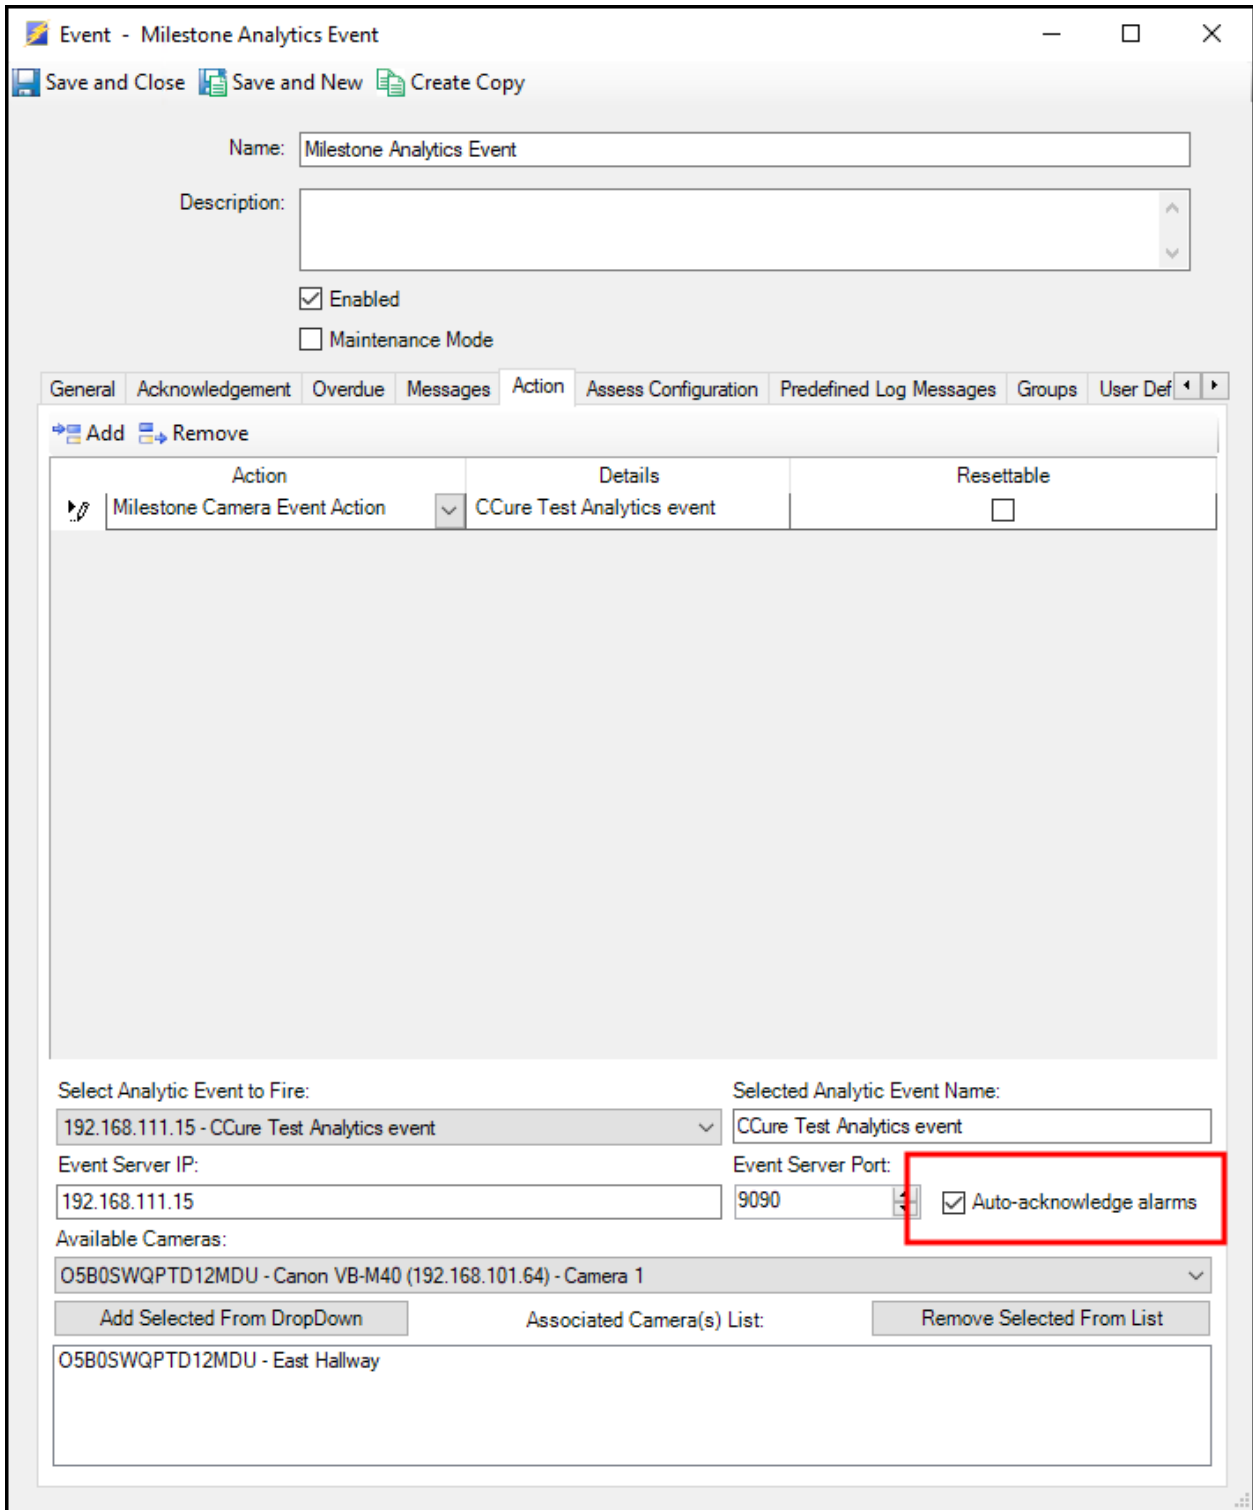 Event - Milestone Analytics Event
Save and Close Save and New Create Copy
Name: Milestone Analytics Event
Description:
Enabled
Maintenance Mode
General Acknowledgement Overdue Messages Action Assess Configuration Predefined Log Messages Groups User Def
Add Remove
Action Details Resettable
Milestone Camera Event Action CCure Test Analytics event
Select Analytic Event to Fire: Selected Analytic Event Name:
192.168.111.15 - CCure Test Analytics event CCure Test Analytics event
Event Server IP: Event Server Port:
192.168.111.15 9090 Auto-acknowledge alarms
Available Cameras:
O5B0SWQPTD12MDU - Canon VB-M40 (192.168.101.64) - Camera 1
Add Selected From DropDown Associated Camera(s) List: Remove Selected From List
O5B0SWQPTD12MDU - East Hallway